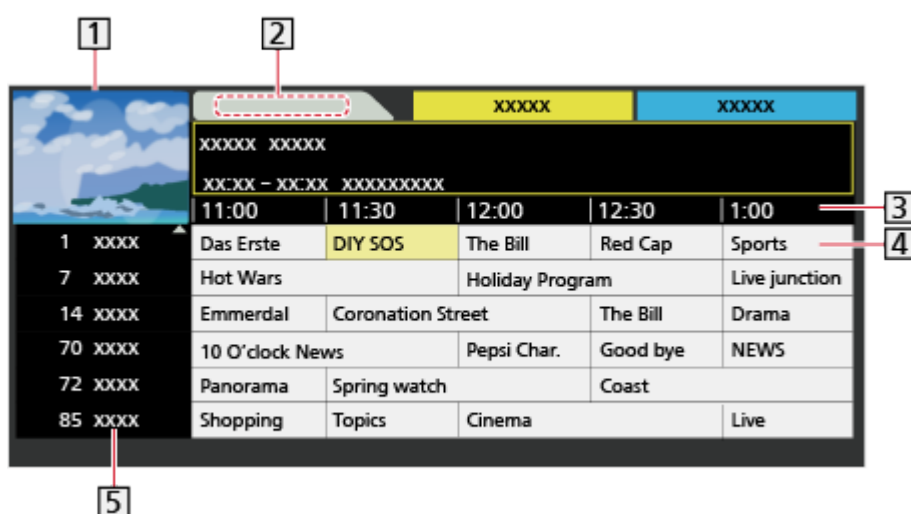 1 2
xxxxx xxxxx
xxxxx xxxxx
xx:xx – xx:xx xxxxxxxxx
11:00 11:30 12:00 12:30 1:00 3
1 xxxx Das Erste DIY SOS The Bill Red Cap Sports 4
7 xxxx Hot Wars Holiday Program Live junction
14 xxxx Emmerdal Coronation Street The Bill Drama
70 xxxx 10 O'clock News Pepsi Char. Good bye NEWS
72 xxxx Panorama Spring watch Coast
85 xxxx Shopping Topics Cinema Live
5